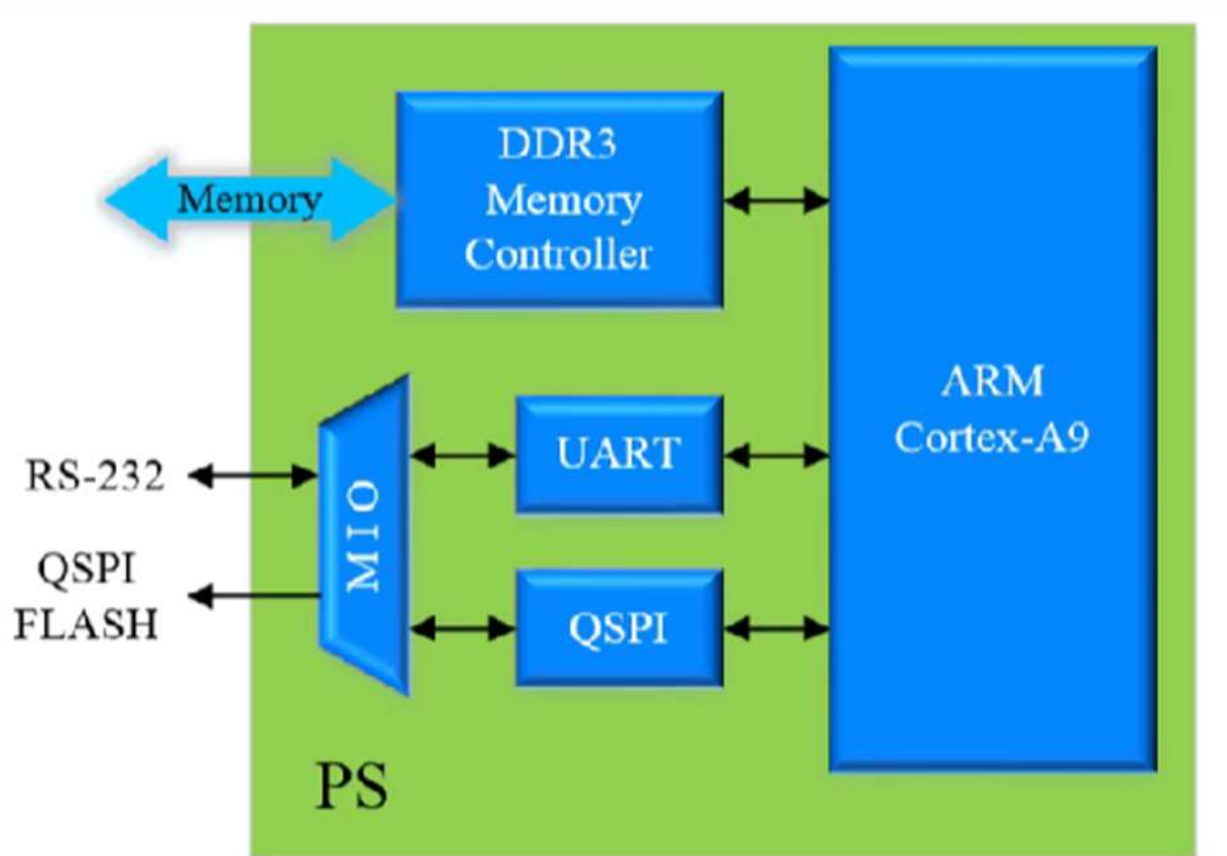 DDR3
Memory
Controller
Memory
ARM
Cortex-A9
UART
RS-232
MIO
QSPI
FLASH
QSPI
PS